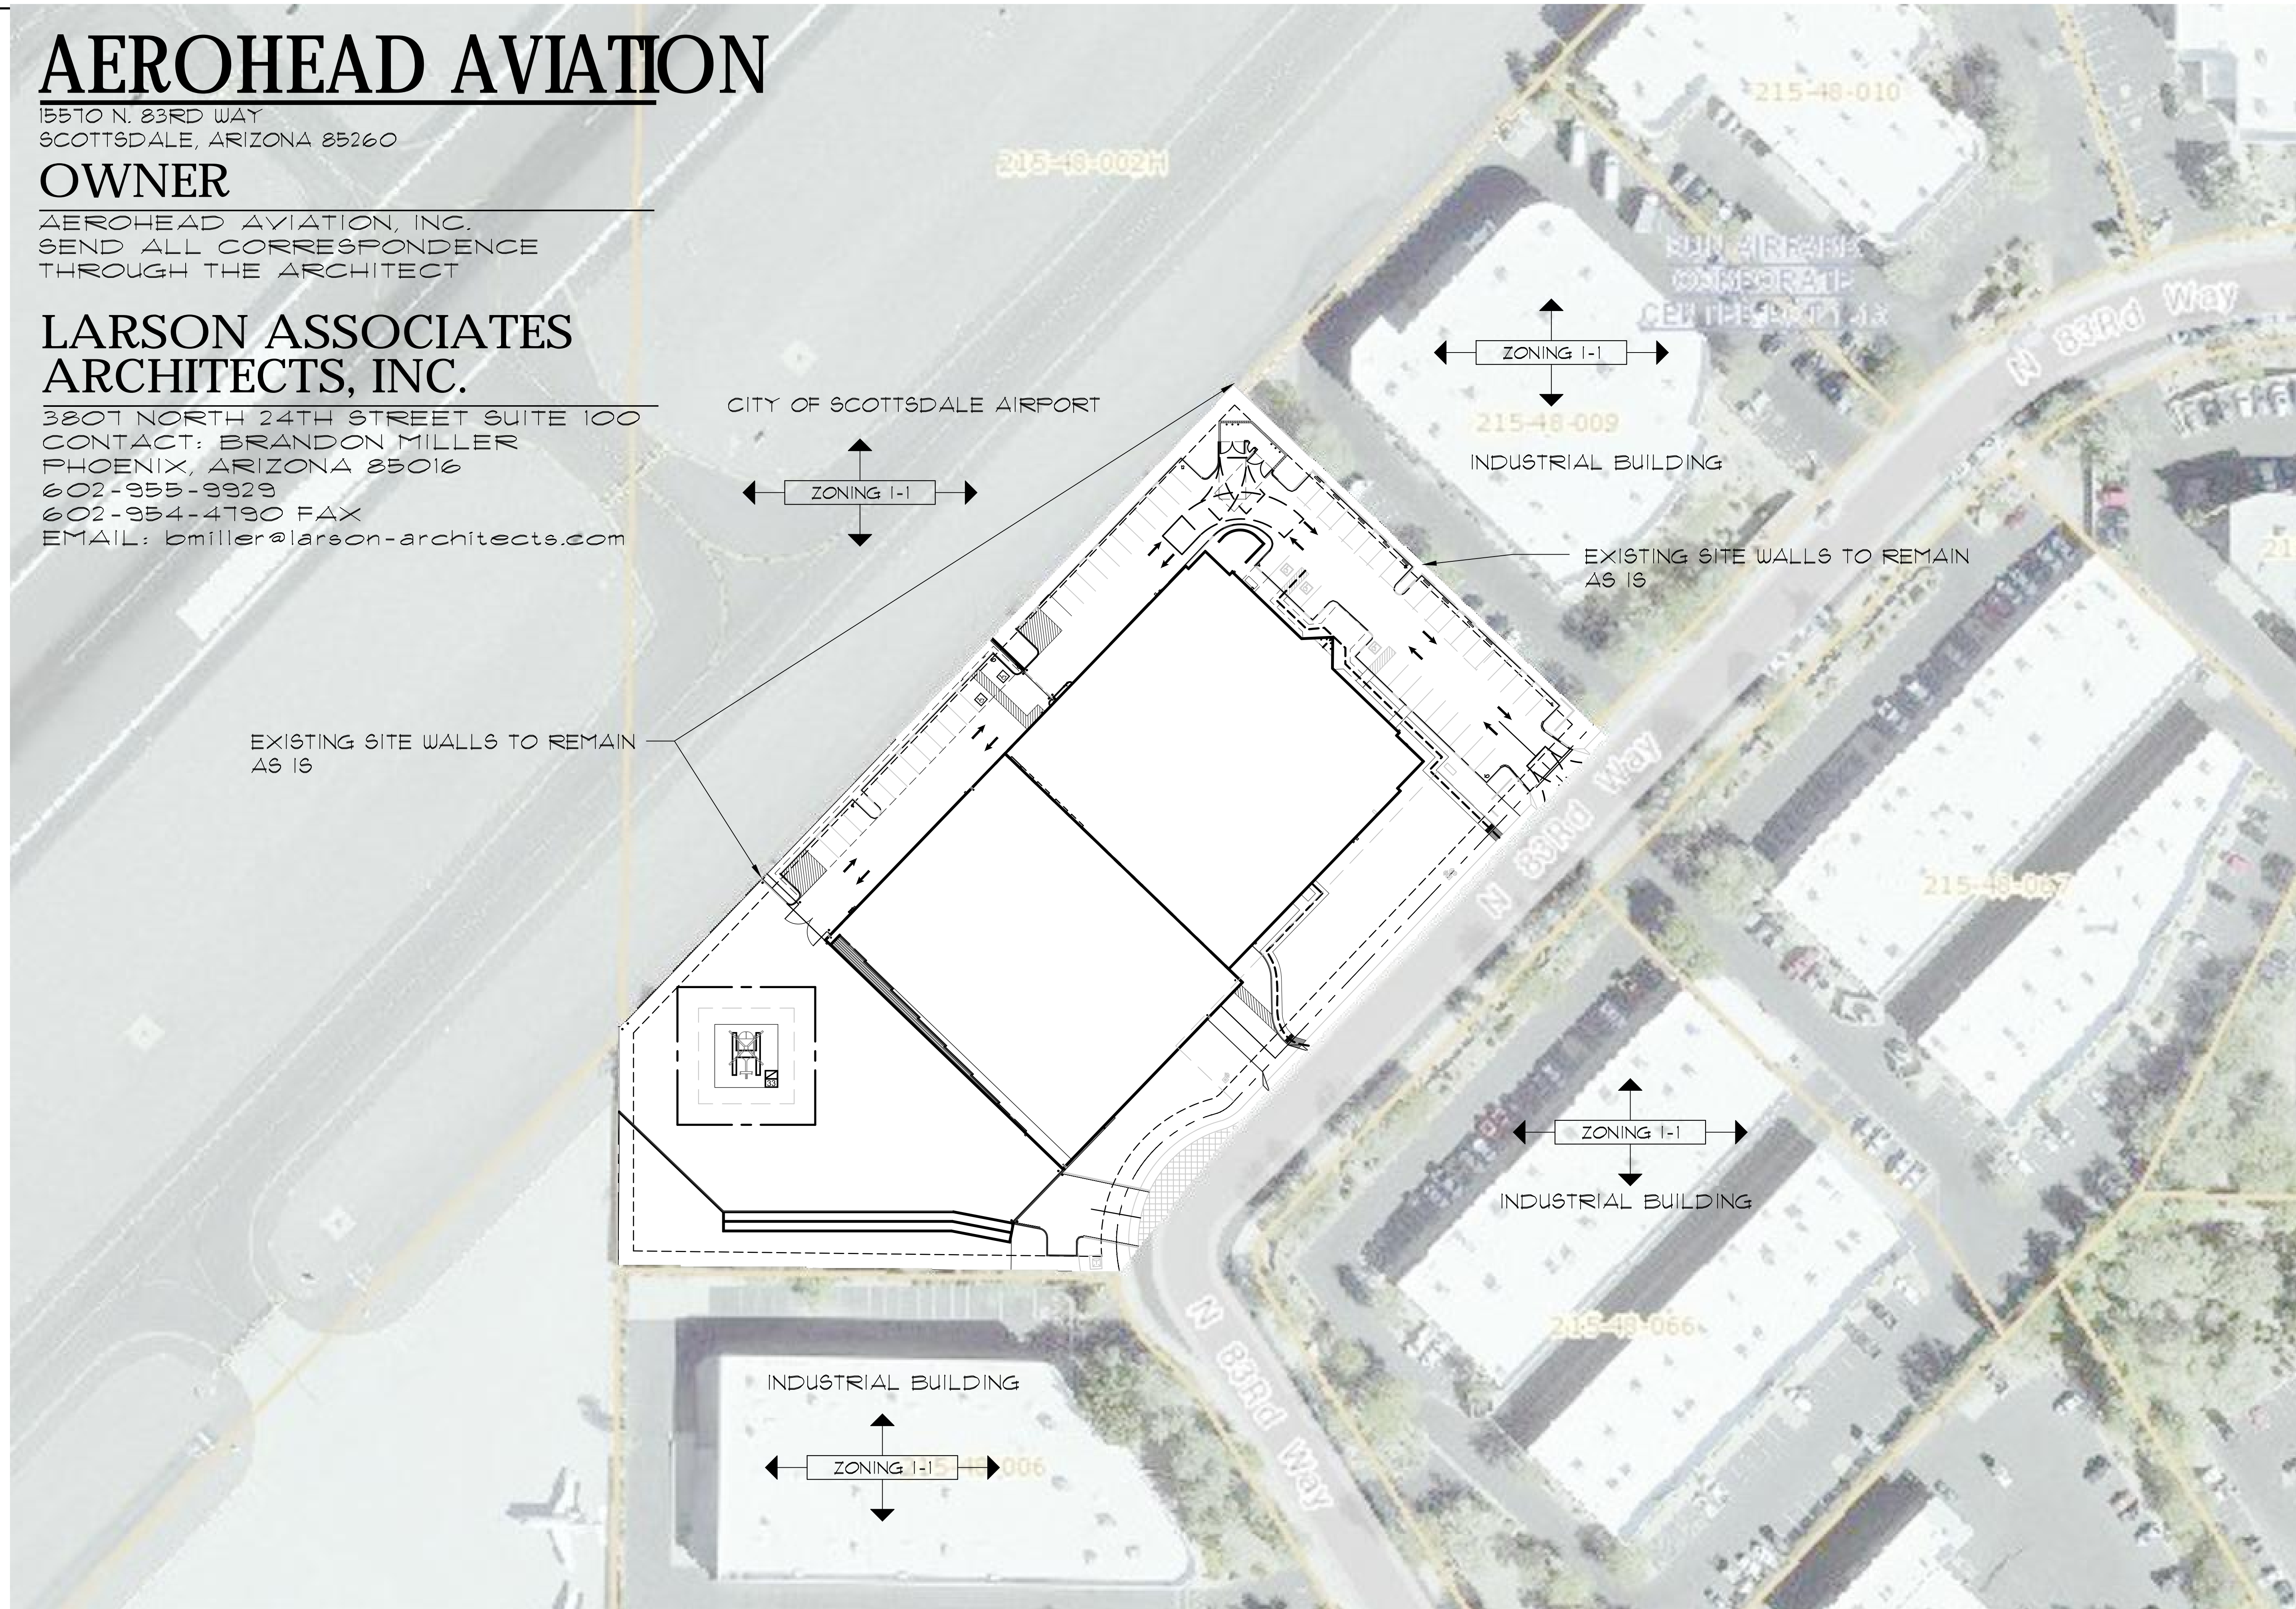 AEROHEAD AVIATION
15570 N. 83RD WAY
SCOTTSDALE, ARIZONA 85260
OWNER
AEROHEAD AVIATION, INC.
SEND ALL CORRESPONDENCE
THROUGH THE ARCHITECT
LARSON ASSOCIATES
ARCHITECTS, INC.
3807 NORTH 24TH STREET SUITE 100
CONTACT: BRANDON MILLER
PHOENIX, ARIZONA 85016
602-955-9929
602-954-4790 FAX
EMAIL: bmiller@larson-architects.com
215-48-010
215-48-002H
N 83Rd Way
ZONING I-1
CITY OF SCOTTSDALE AIRPORT
215-48-009
INDUSTRIAL BUILDING
ZONING I-1
EXISTING SITE WALLS TO REMAIN
AS IS
EXISTING SITE WALLS TO REMAIN
AS IS
N 83Rd Way
215-48-067
ZONING I-1
INDUSTRIAL BUILDING
215-48-066
N 83Rd Way
INDUSTRIAL BUILDING
ZONING I-1